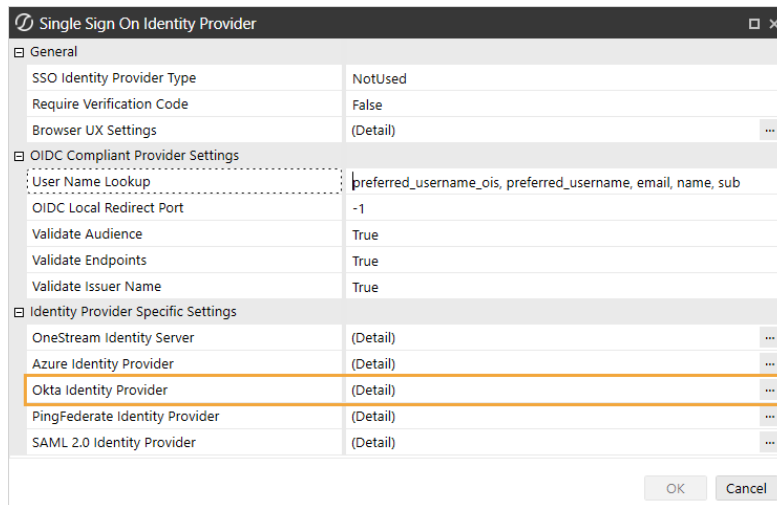 Single Sign On Identity Provider
General
SSO Identity Provider Type NotUsed
Require Verification Code False
Browser UX Settings (Detail) ...
OIDC Compliant Provider Settings
User Name Lookup preferred_username_ois, preferred_username, email, name, sub
OIDC Local Redirect Port -1
Validate Audience True
Validate Endpoints True
Validate Issuer Name True
Identity Provider Specific Settings
OneStream Identity Server (Detail) ...
Azure Identity Provider (Detail) ...
Okta Identity Provider (Detail) ...
PingFederate Identity Provider (Detail) ...
SAML 2.0 Identity Provider (Detail) ...
OK Cancel